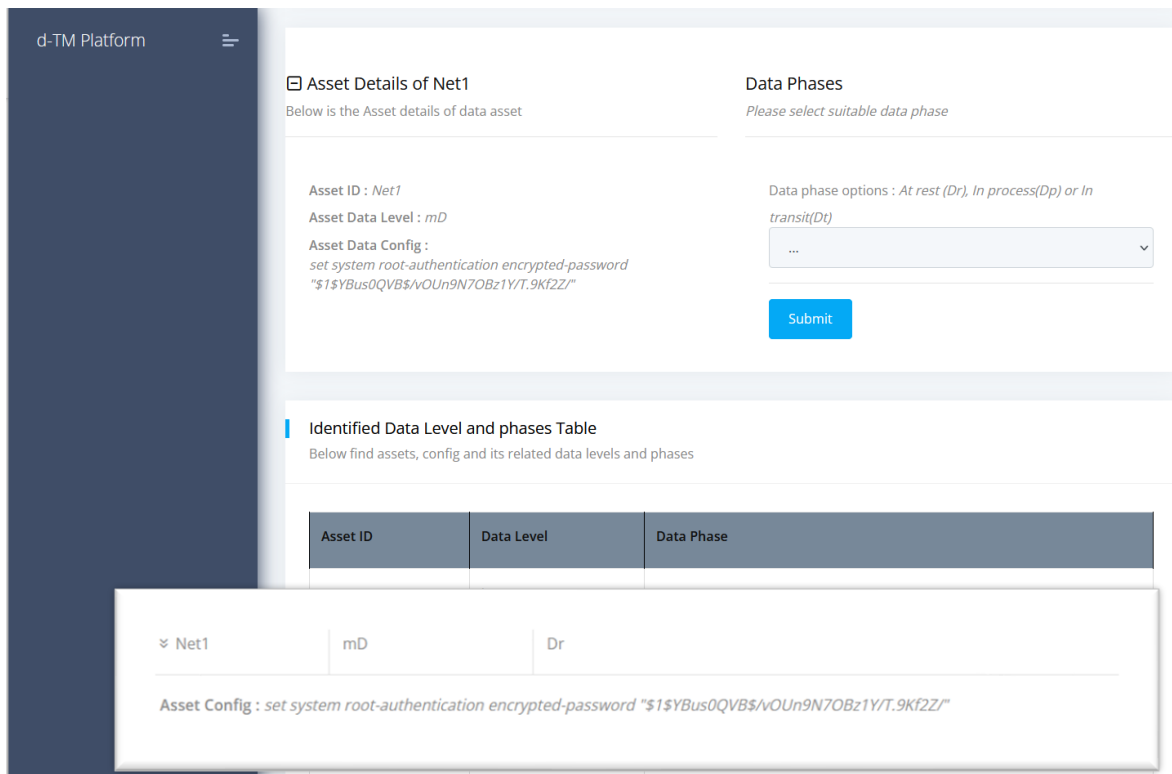 d-TM Platform
Asset Details of Net1
Below is the Asset details of data asset
Asset ID : Net1
Asset Data Level : mD
Asset Data Config :
set system root-authentication encrypted-password
"$1$YBus0QVB$/vOUn9N7OBz1Y/T.9Kf2Z/"
Data Phases
Please select suitable data phase
Data phase options : At rest (Dr), In process(Dp) or In
transit(Dt)
...
Submit
Identified Data Level and phases Table
Below find assets, config and its related data levels and phases
Asset ID Data Level Data Phase
Net1 mD Dr
Asset Config : set system root-authentication encrypted-password "$1$YBus0QVB$/vOUn9N7OBz1Y/T.9Kf2Z/"